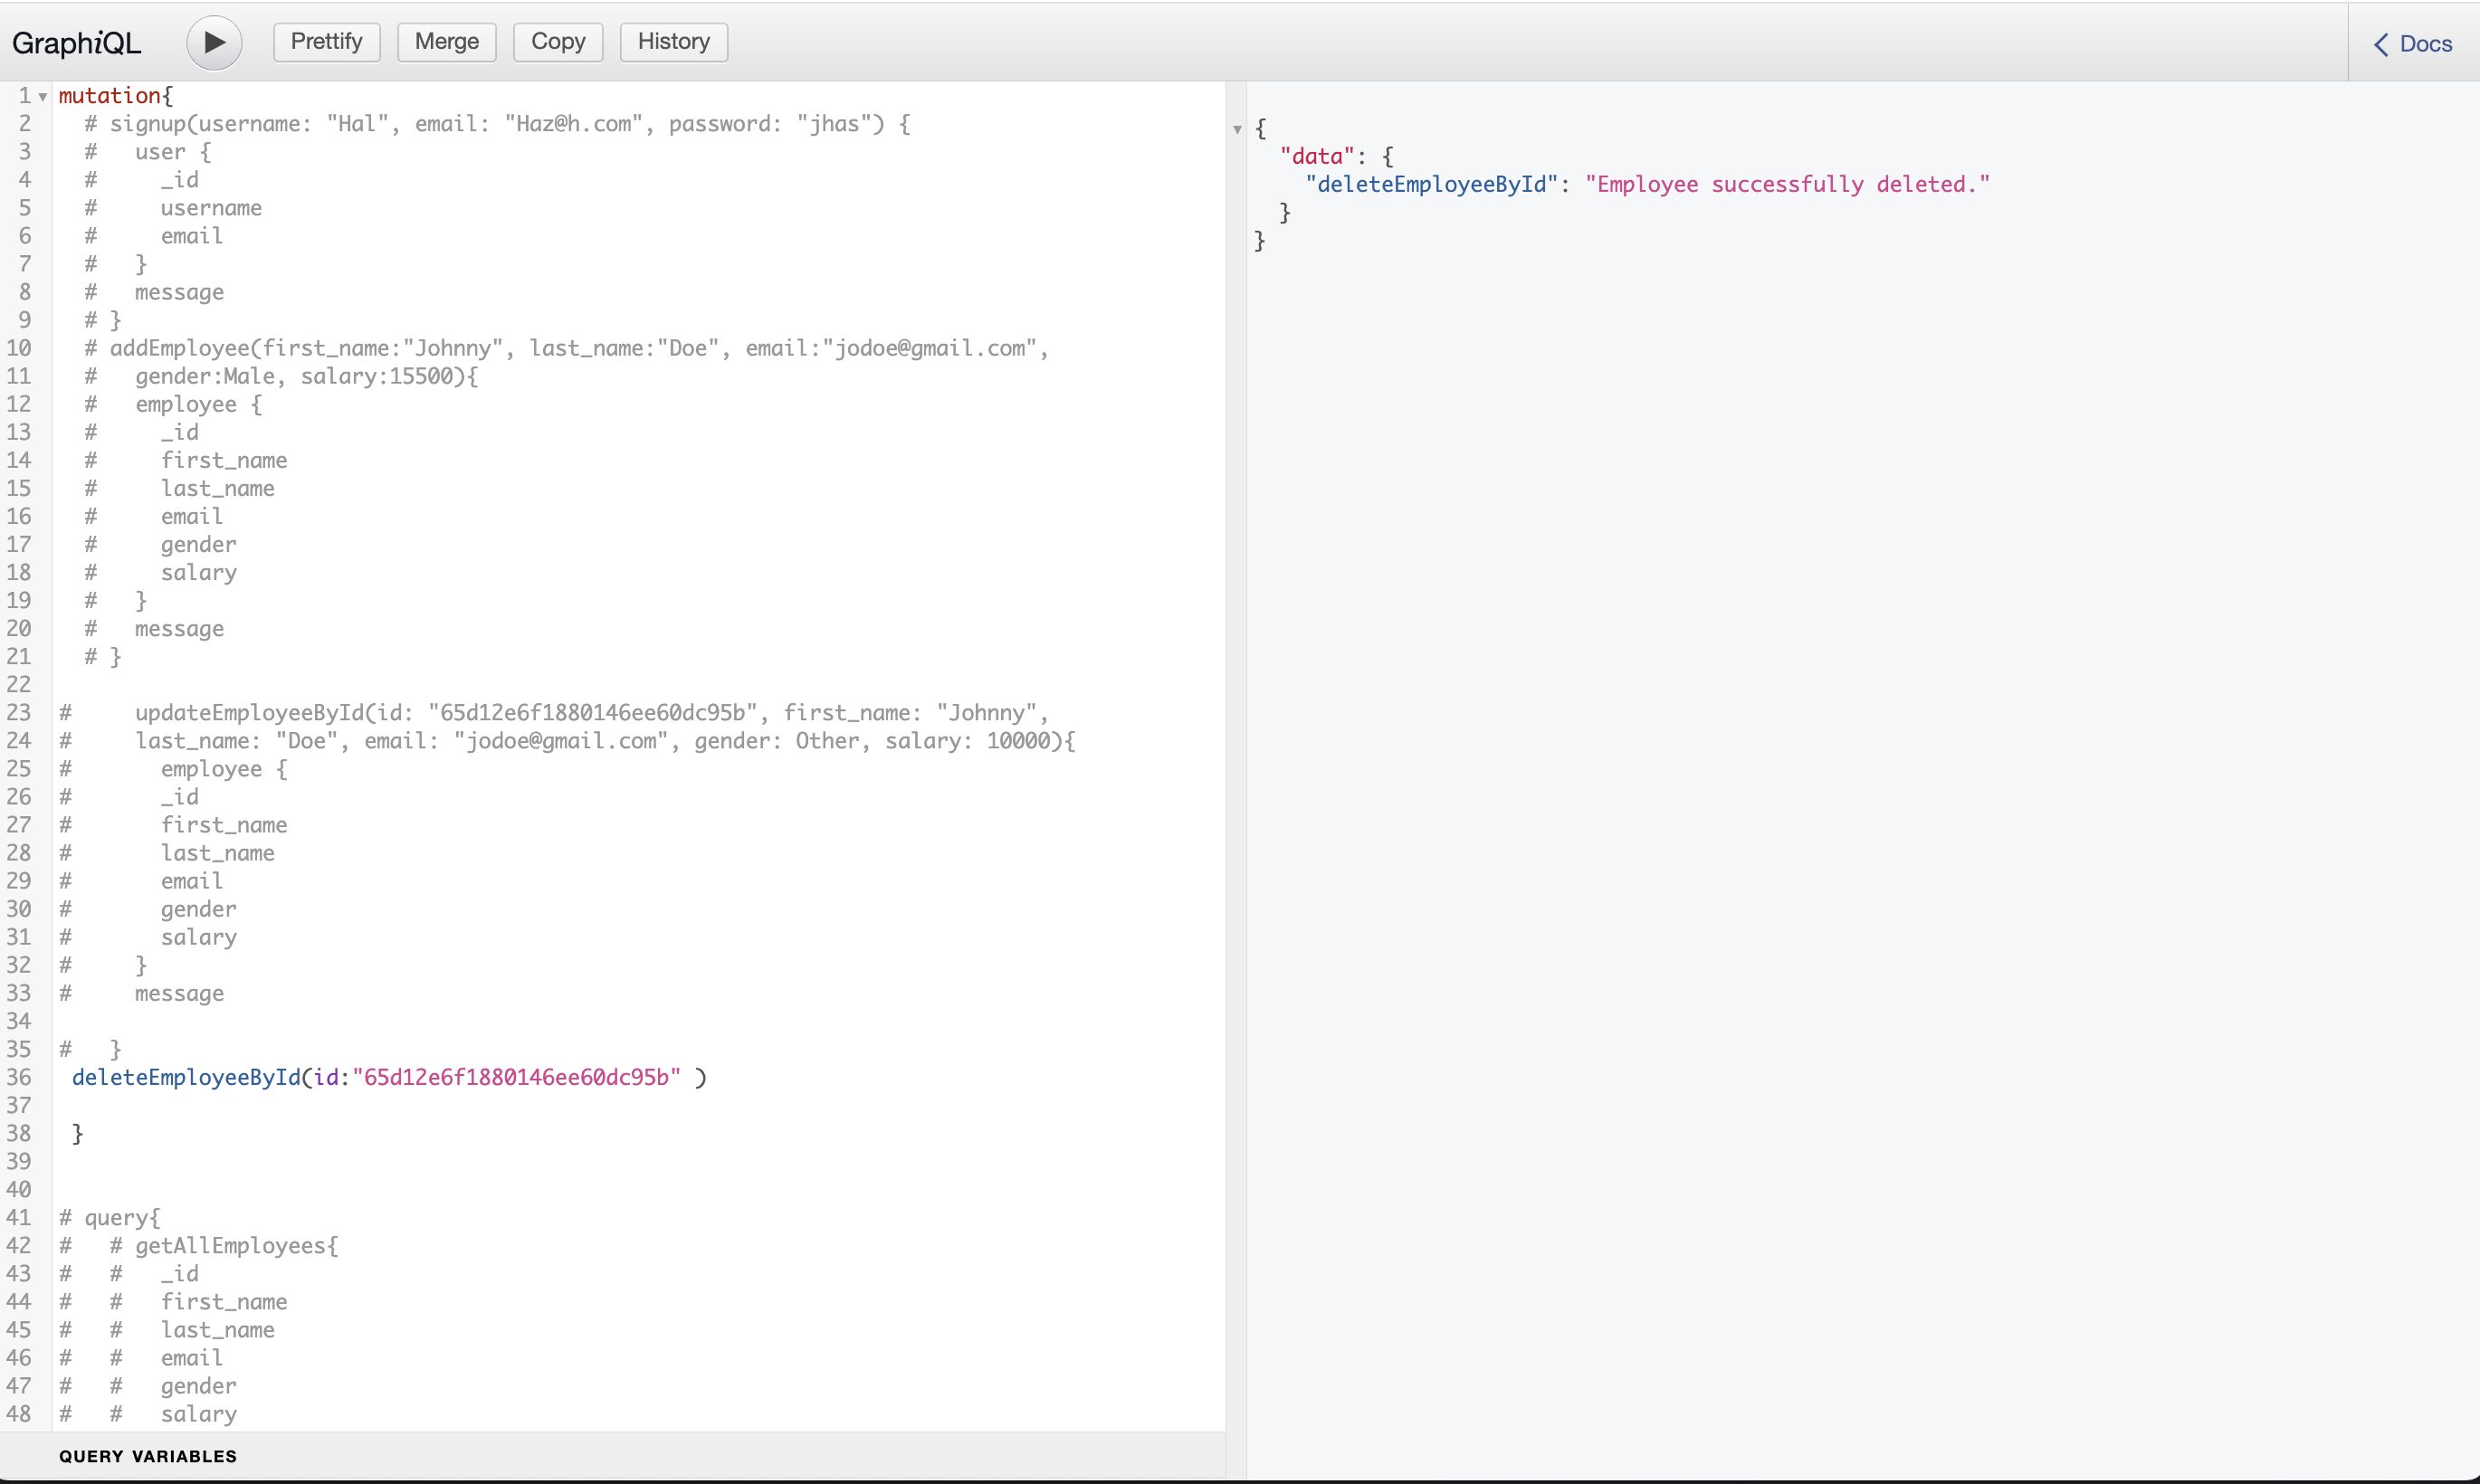 GraphiQL Prettify Merge Copy History Docs
1 mutation{
2   # signup(username: "Hal", email: "Haz@h.com", password: "jhas") {
3   #   user {
4   #     _id
5   #     username
6   #     email
7   #   }
8   #   message
9   # }
10   # addEmployee(first_name:"Johnny", last_name:"Doe", email:"jodoe@gmail.com",
11   #   gender:Male, salary:15500){
12   #   employee {
13   #     _id
14   #     first_name
15   #     last_name
16   #     email
17   #     gender
18   #     salary
19   #   }
20   #   message
21   # }
22
23 #     updateEmployeeById(id: "65d12e6f1880146ee60dc95b", first_name: "Johnny",
24 #     last_name: "Doe", email: "jodoe@gmail.com", gender: Other, salary: 10000){
25 #       employee {
26 #       _id
27 #       first_name
28 #       last_name
29 #       email
30 #       gender
31 #       salary
32 #     }
33 #     message
34
35 #   }
36  deleteEmployeeById(id:"65d12e6f1880146ee60dc95b" )
37
38  }
39
40
41 # query{
42 #   # getAllEmployees{
43 #   #   _id
44 #   #   first_name
45 #   #   last_name
46 #   #   email
47 #   #   gender
48 #   #   salary
QUERY VARIABLES
{
  "data": {
    "deleteEmployeeById": "Employee successfully deleted."
  }
}